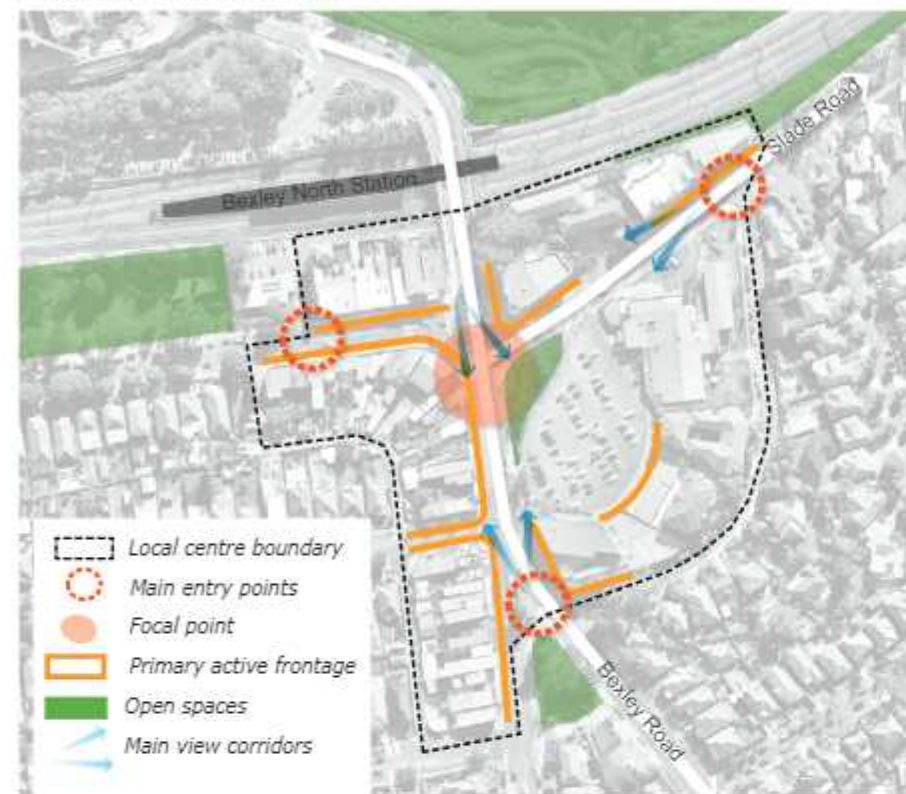 Slade Road
Bexley North Station
Bexley Road
Local centre boundary
Main entry points
Focal point
Primary active frontage
Open spaces
Main view corridors